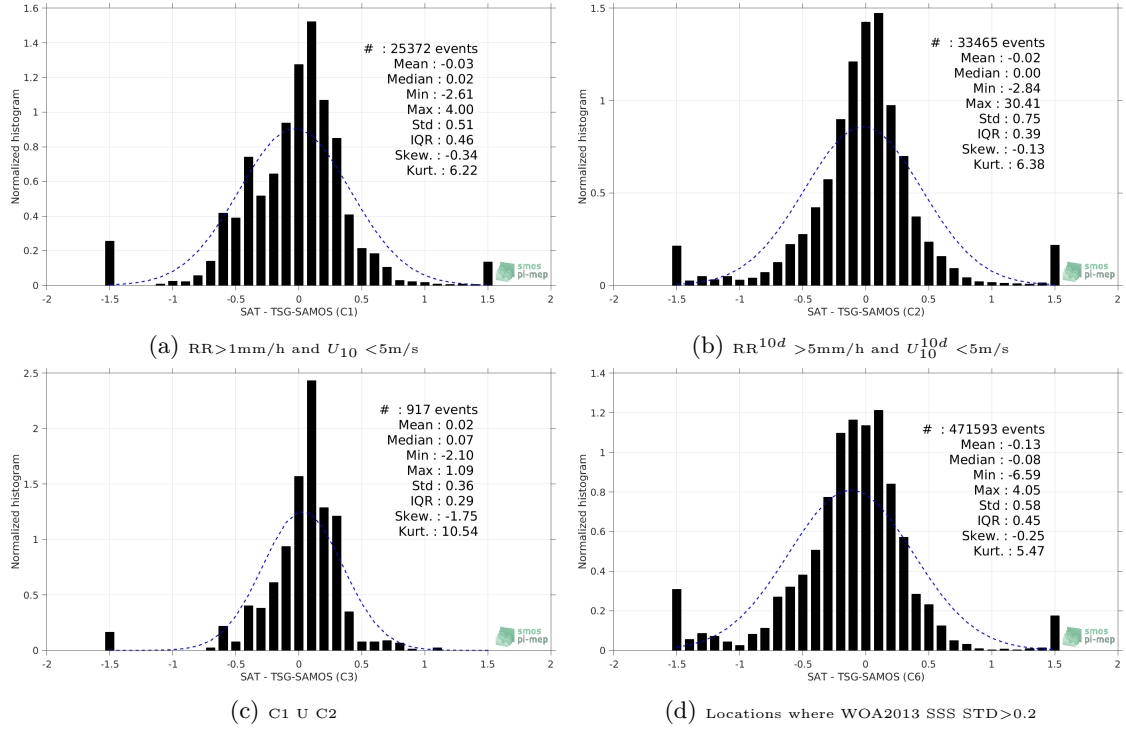 1.6
1.4
1.2
1
0.8
0.6
0.4
0.2
0
Normalized histogram
# : 25372 events
Mean : -0.03
Median : 0.02
Min : -2.61
Max : 4.00
Std : 0.51
IQR : 0.46
Skew. : -0.34
Kurt. : 6.22
smos
pi-mep
-2 -1.5 -1 -0.5 0 0.5 1 1.5 2
SAT - TSG-SAMOS (C1)
(a) RR>1mm/h and U10 <5m/s
1.5
1
0.5
0
Normalized histogram
# : 33465 events
Mean : -0.02
Median : 0.00
Min : -2.84
Max : 30.41
Std : 0.75
IQR : 0.39
Skew. : -0.13
Kurt. : 6.38
smos
pi-mep
-2 -1.5 -1 -0.5 0 0.5 1 1.5 2
SAT - TSG-SAMOS (C2)
(b) RR10d >5mm/h and U10d10 <5m/s
2.5
2
1.5
1
0.5
0
Normalized histogram
# : 917 events
Mean : 0.02
Median : 0.07
Min : -2.10
Max : 1.09
Std : 0.36
IQR : 0.29
Skew. : -1.75
Kurt. : 10.54
smos
pi-mep
-2 -1.5 -1 -0.5 0 0.5 1 1.5 2
SAT - TSG-SAMOS (C3)
(c) C1 U C2
1.4
1.2
1
0.8
0.6
0.4
0.2
0
Normalized histogram
# : 471593 events
Mean : -0.13
Median : -0.08
Min : -6.59
Max : 4.05
Std : 0.58
IQR : 0.45
Skew. : -0.25
Kurt. : 5.47
smos
pi-mep
-2 -1.5 -1 -0.5 0 0.5 1 1.5 2
SAT - TSG-SAMOS (C6)
(d) Locations where WOA2013 SSS STD>0.2